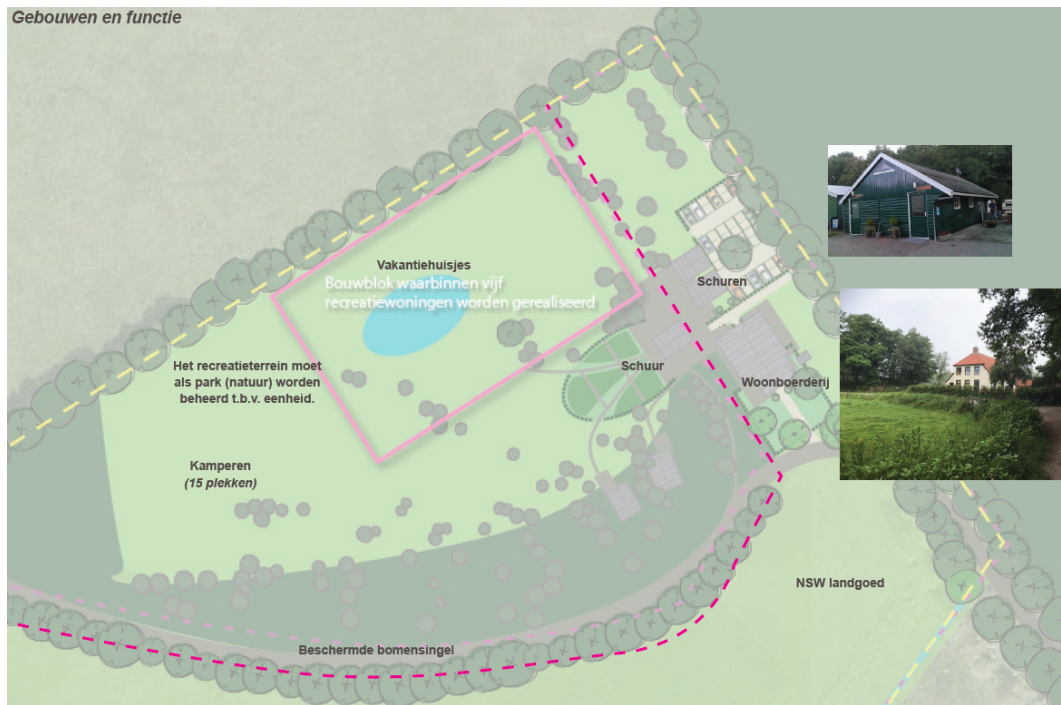 Gebouwen en functie
Vakantiehuisjes
Bouwblok waarbinnen vijf
recreatiewoningen worden gerealiseerd
Schuren
Het recreatieterrein moet
als park (natuur) worden
beheerd t.b.v. eenheid.
Schuur
Woonboerderij
Kamperen
(15 plekken)
NSW landgoed
Beschermde bomensingel